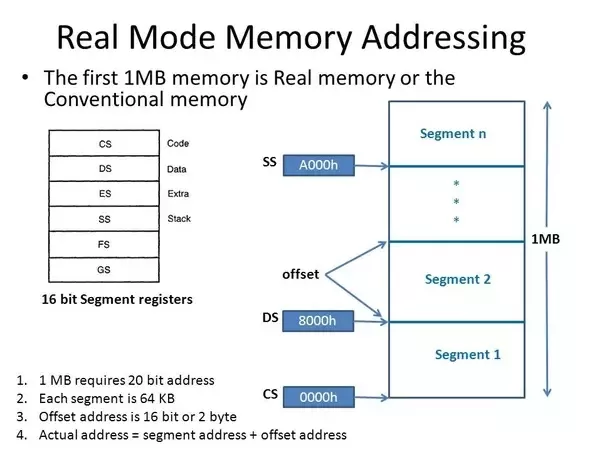 Real Mode Memory Addressing
• The first 1MB memory is Real memory or the
Conventional memory
CS Code
DS Data
ES Extra
SS Stack
FS
GS
16 bit Segment registers
SS A000h
offset
DS 8000h
CS 0000h
Segment n
*
*
*
Segment 2
Segment 1
1MB
1. 1 MB requires 20 bit address
2. Each segment is 64 KB
3. Offset address is 16 bit or 2 byte
4. Actual address = segment address + offset address